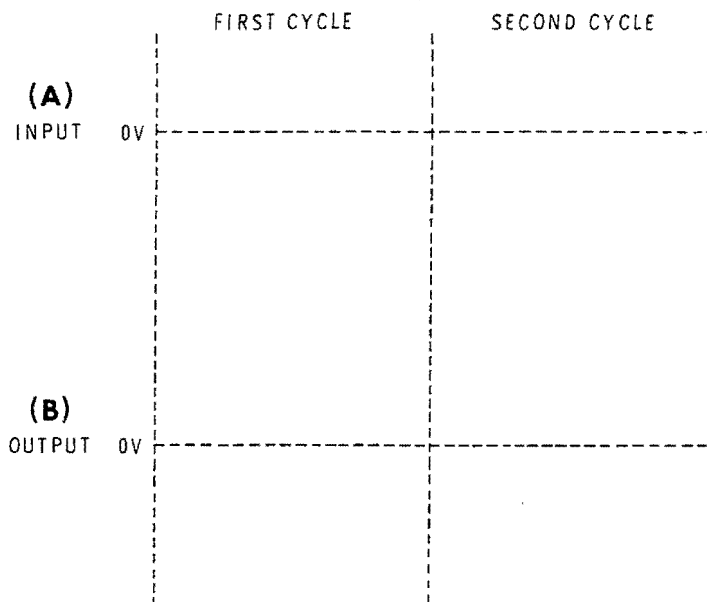 FIRST CYCLE SECOND CYCLE
(A)
INPUT 0V
(B)
OUTPUT 0V